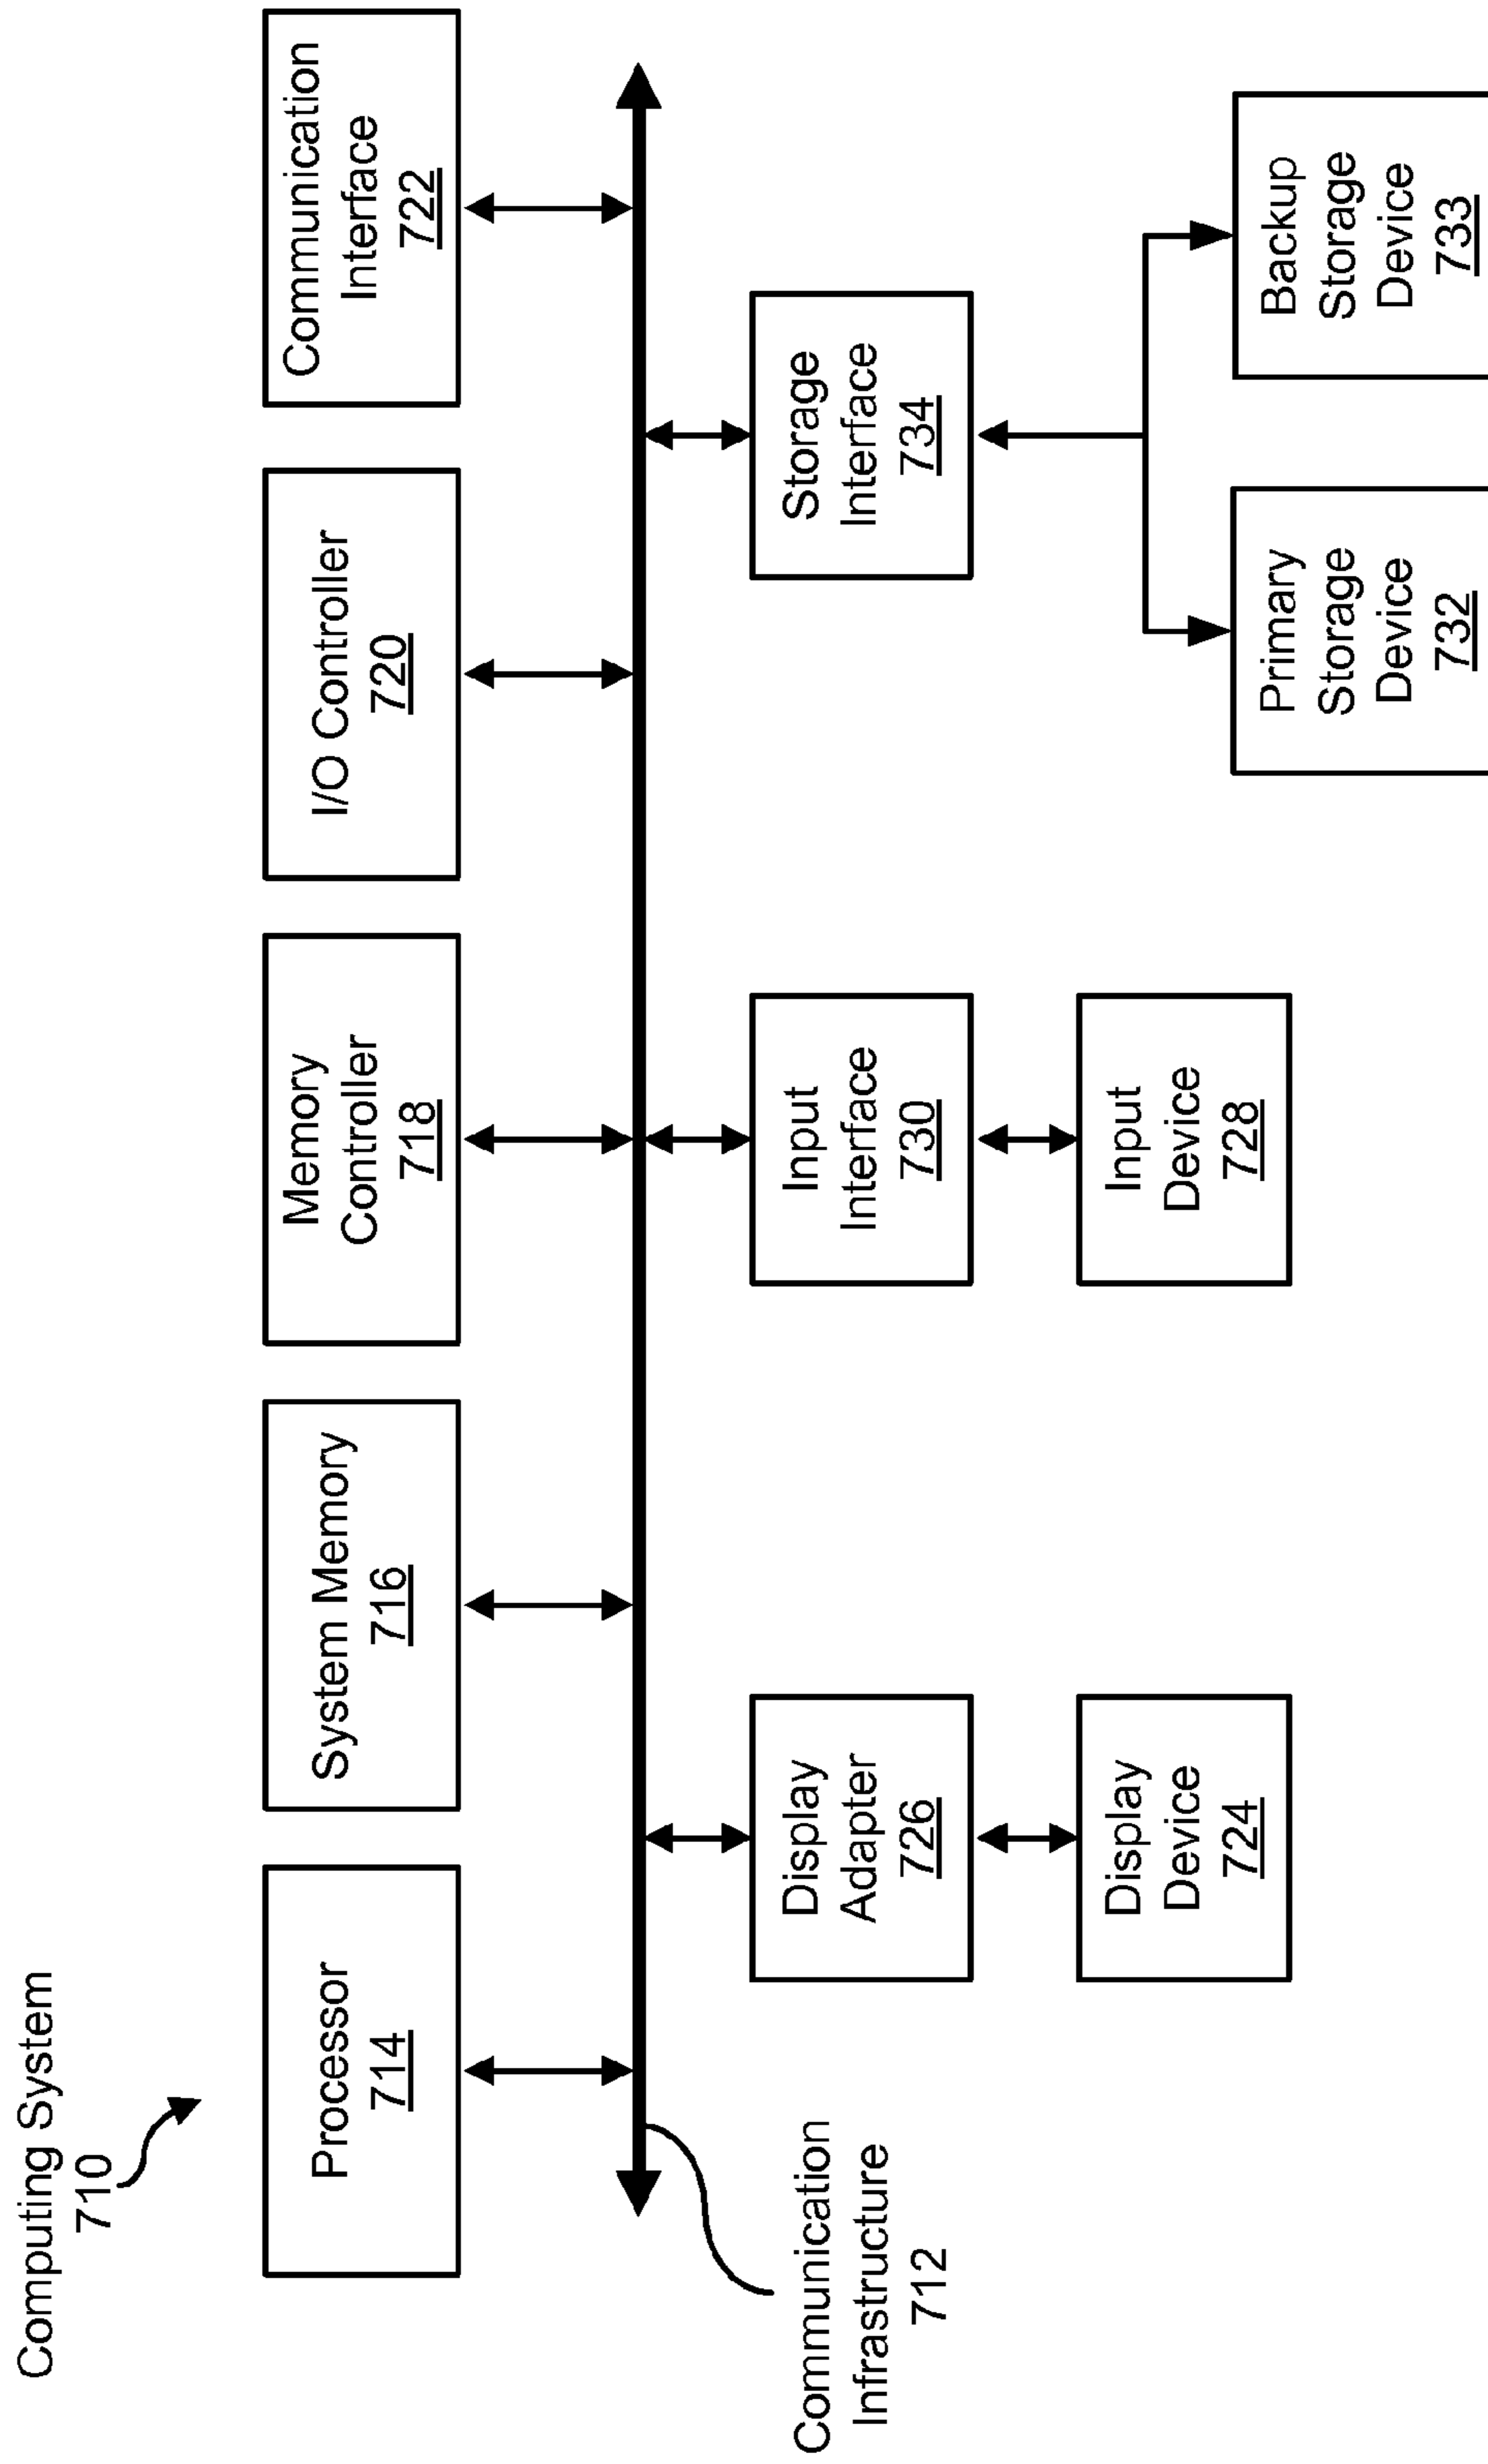 Computing System
710
Processor
714
System Memory
716
Memory
Controller
718
I/O Controller
720
Communication
Interface
722
Communication
Infrastructure
712
Display
Adapter
726
Input
Interface
730
Storage
Interface
734
Display
Device
724
Input
Device
728
Primary
Storage
Device
732
Backup
Storage
Device
733